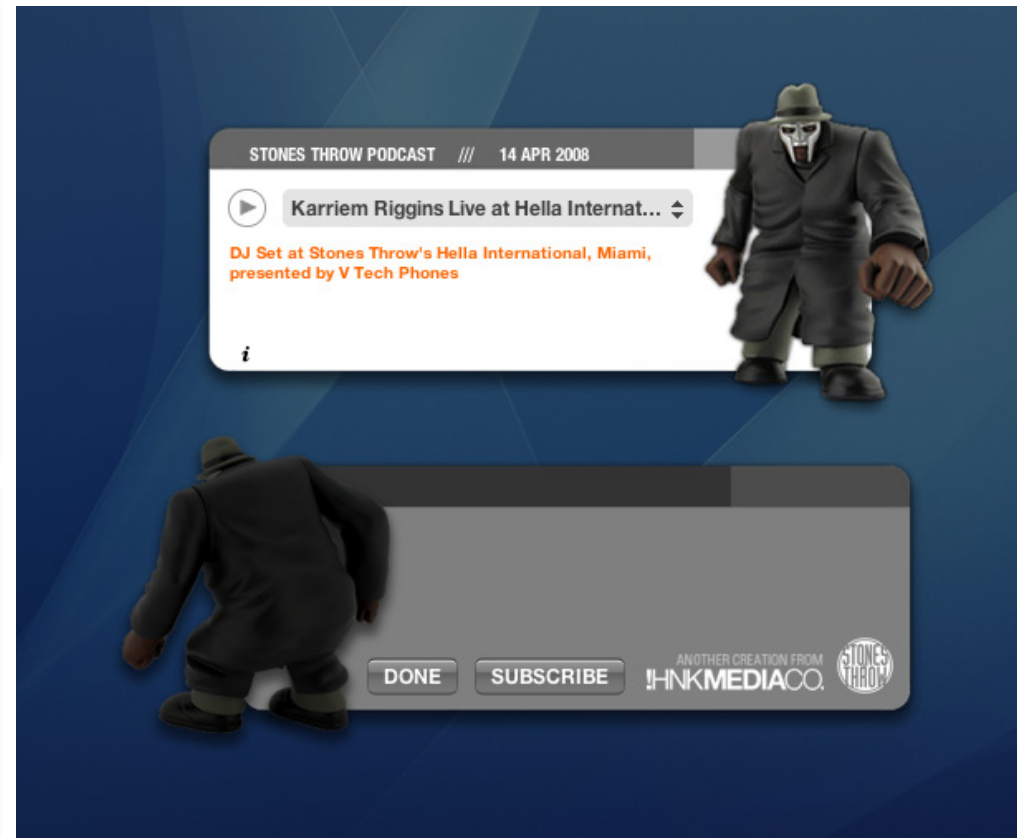 STONES THROW PODCAST /// 14 APR 2008
Karriem Riggins Live at Hella Internat...
DJ Set at Stones Throw's Hella International, Miami,
presented by V Tech Phones
i
DONE
SUBSCRIBE
ANOTHER CREATION FROM
!HNKMEDIACO.
STONES
THROW